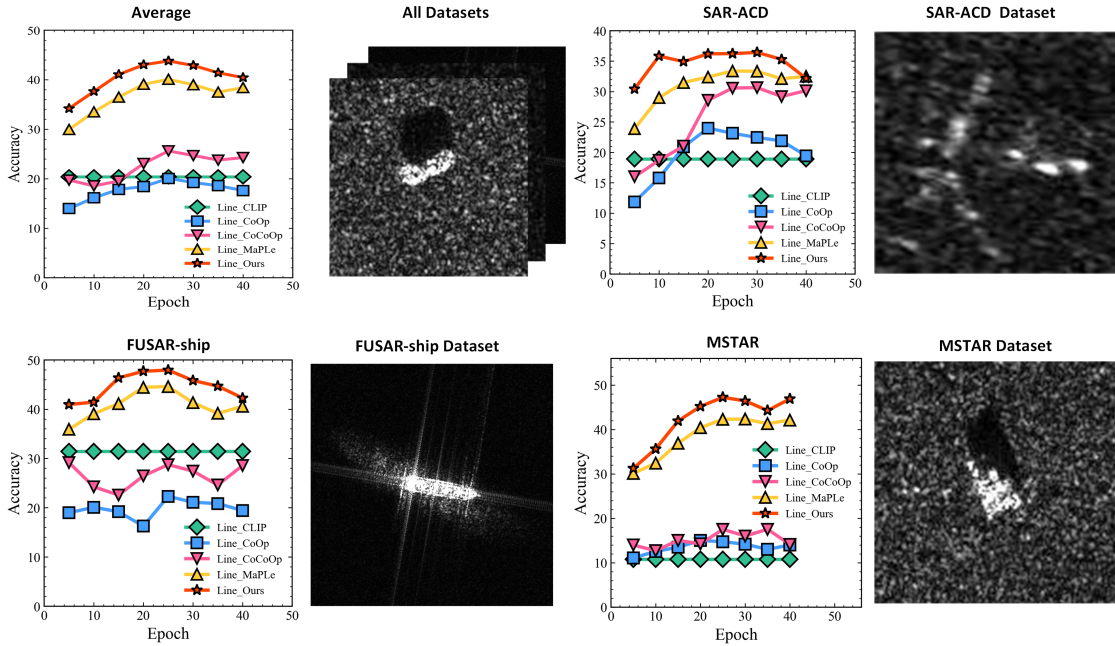 Average
All Datasets
SAR-ACD
SAR-ACD Dataset
50
40
30
20
10
0
Accuracy
Line_CLIP
Line_CoOp
Line_CoCoOp
Line_MaPLe
Line_Ours
0 10 20 30 40 50
Epoch
40
35
30
25
20
15
10
5
0
Accuracy
Line_CLIP
Line_CoOp
Line_CoCoOp
Line_MaPLe
Line_Ours
0 10 20 30 40 50
Epoch
FUSAR-ship
FUSAR-ship Dataset
MSTAR
MSTAR Dataset
50
40
30
20
10
0
Accuracy
Line_CLIP
Line_CoOp
Line_CoCoOp
Line_MaPLe
Line_Ours
0 10 20 30 40 50
Epoch
50
40
30
20
10
0
Accuracy
Line_CLIP
Line_CoOp
Line_CoCoOp
Line_MaPLe
Line_Ours
0 10 20 30 40 50
Epoch